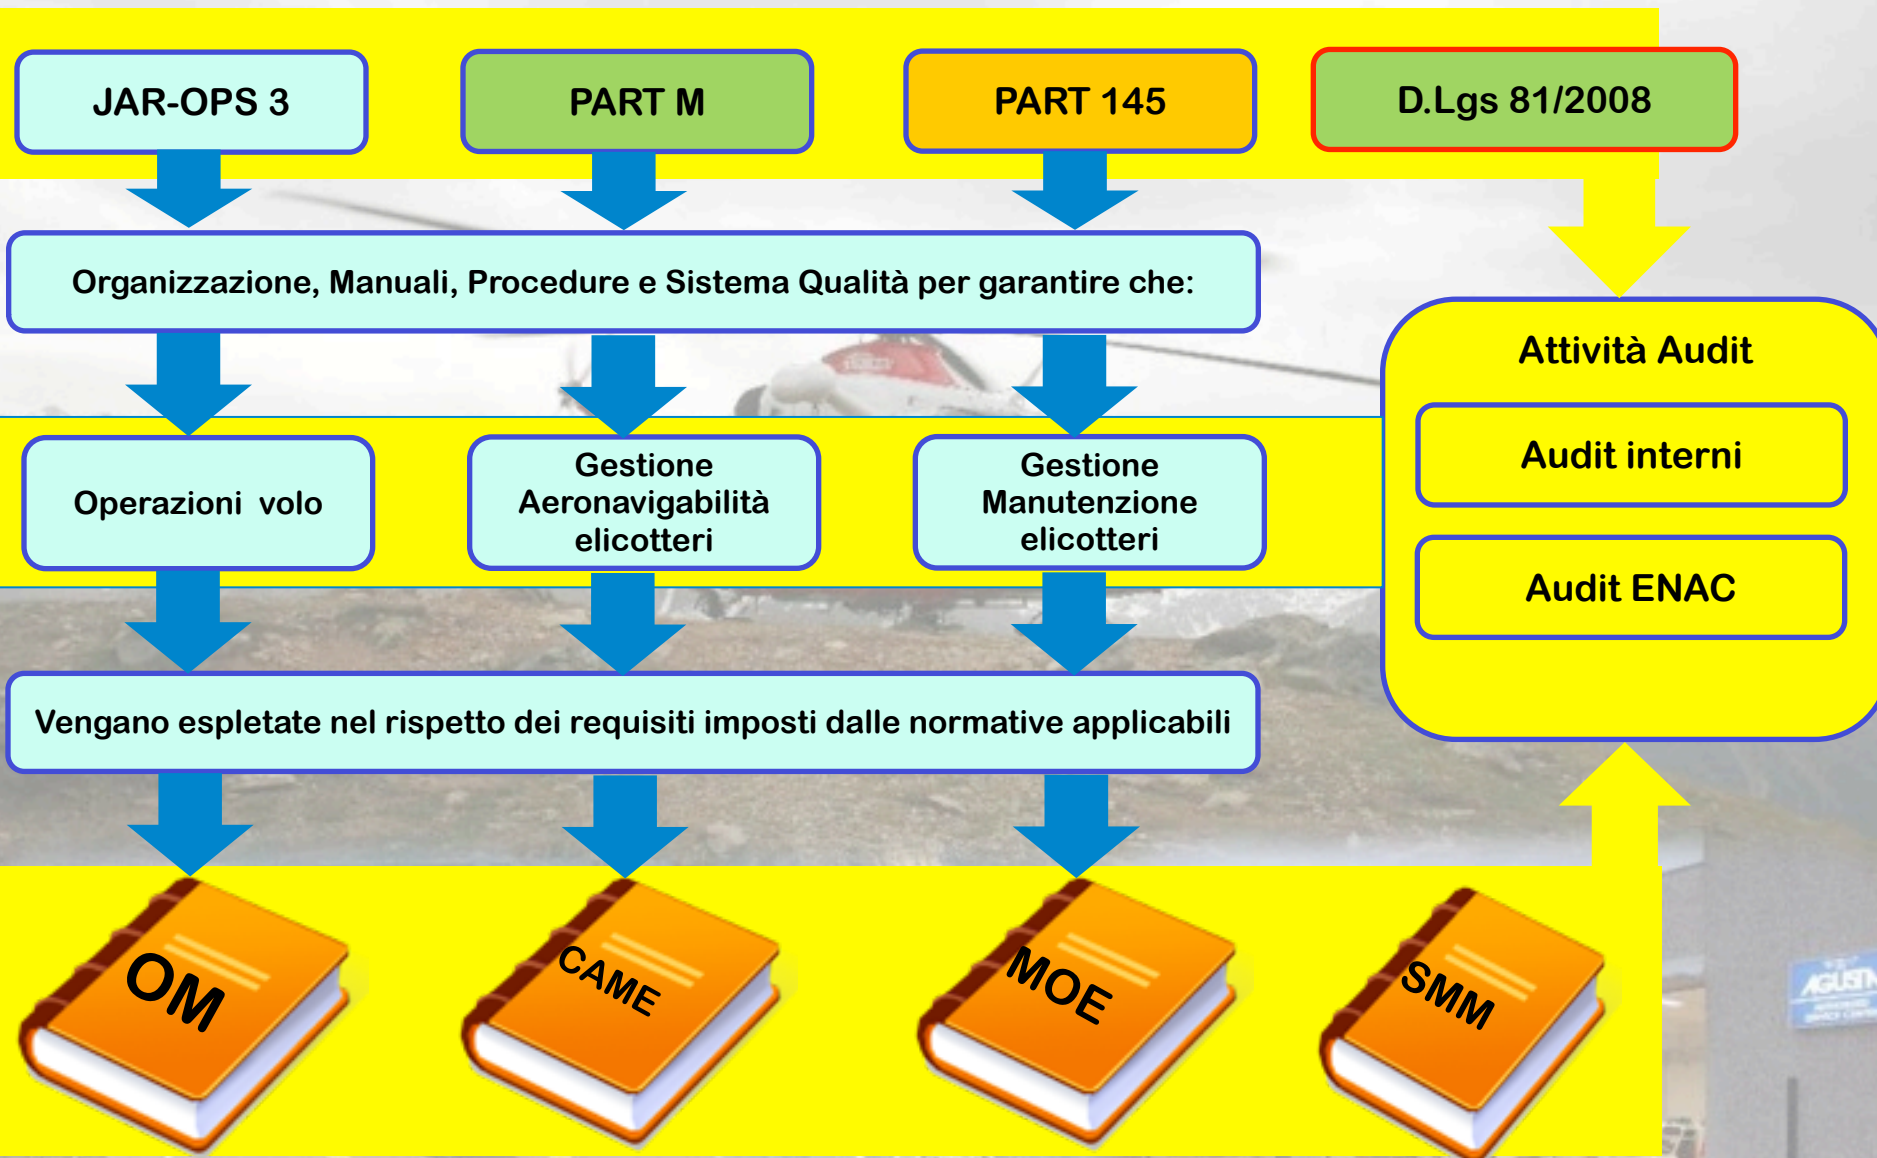 JAR-OPS 3
PART M
PART 145
D.Lgs 81/2008
Organizzazione, Manuali, Procedure e Sistema Qualità per garantire che:
Attività Audit
Audit interni
Audit ENAC
Operazioni volo
Gestione
Aeronavigabilità
elicotteri
Gestione
Manutenzione
elicotteri
Vengano espletate nel rispetto dei requisiti imposti dalle normative applicabili
OM
CAME
MOE
SMM